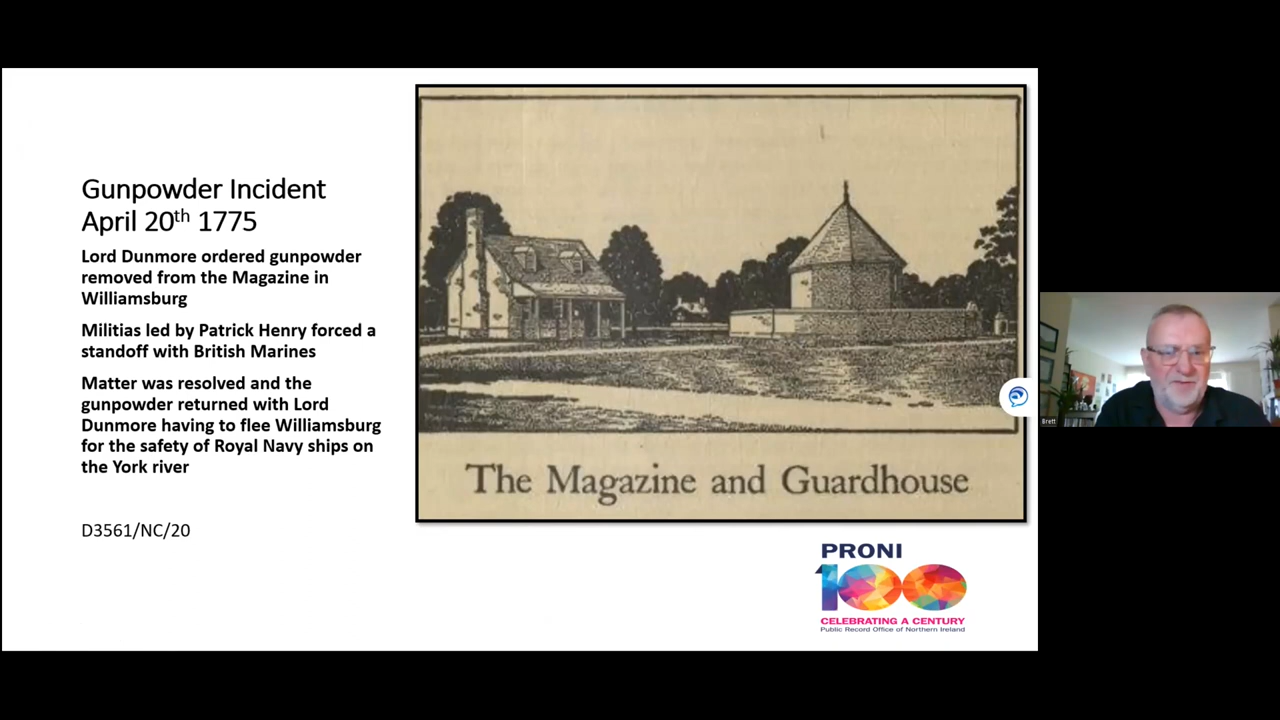 Gunpowder Incident
April 20th 1775
Lord Dunmore ordered gunpowder
removed from the Magazine in
Williamsburg
Militias led by Patrick Henry forced a
standoff with British Marines
Matter was resolved and the
gunpowder returned with Lord
Dunmore having to flee Williamsburg
for the safety of Royal Navy ships on
the York river
D3561/NC/20
The Magazine and Guardhouse
PRONI
100
CELEBRATING A CENTURY
Public Record Office of Northern Ireland
Brett